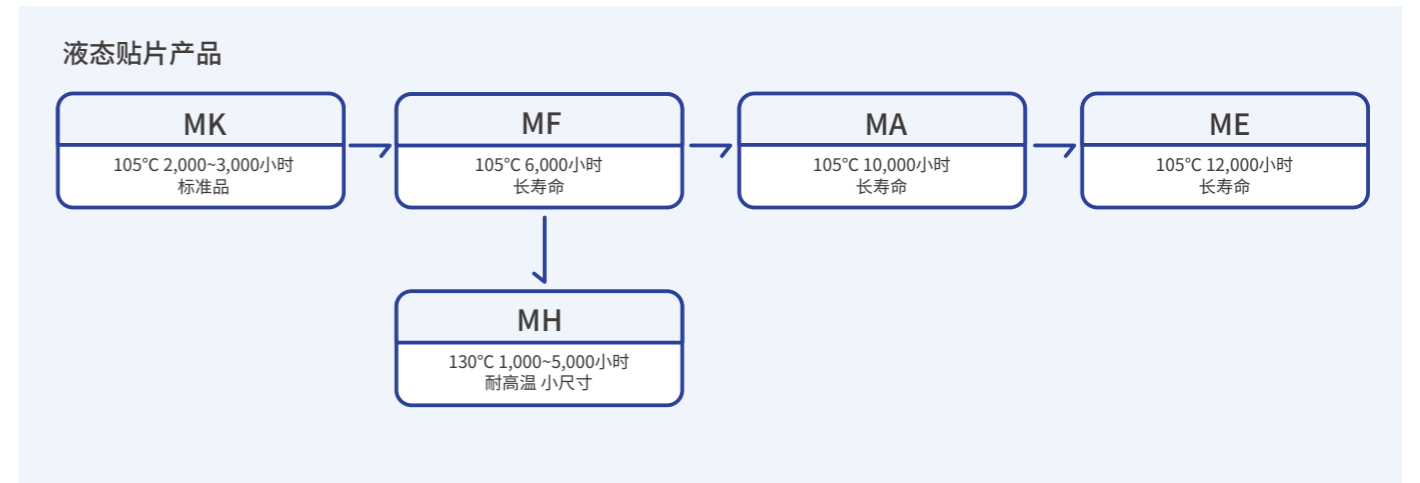 液态贴片产品
MK
105℃ 2,000~3,000小时
标准品
MF
105℃ 6,000小时
长寿命
MA
105℃ 10,000小时
长寿命
ME
105℃ 12,000小时
长寿命
MH
130℃ 1,000~5,000小时
耐高温 小尺寸